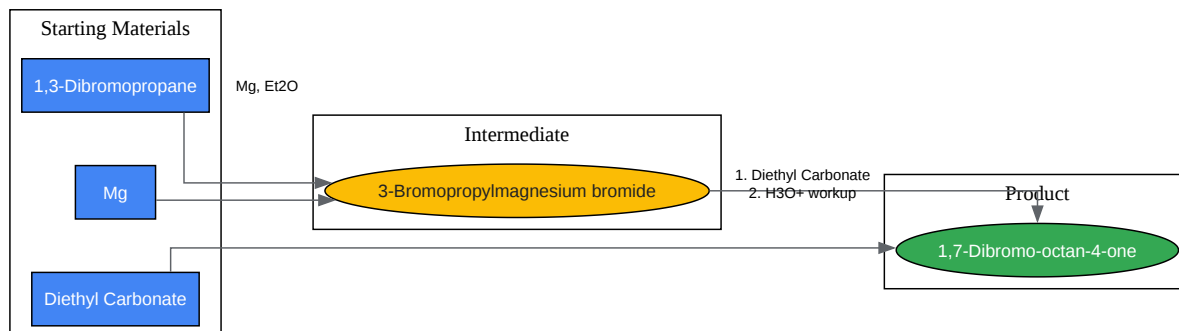 Starting Materials
1,3-Dibromopropane
Mg, Et2O
Intermediate
Mg
3-Bromopropylmagnesium bromide
1. Diethyl Carbonate
2. H3O+ workup
Product
1,7-Dibromo-octan-4-one
Diethyl Carbonate